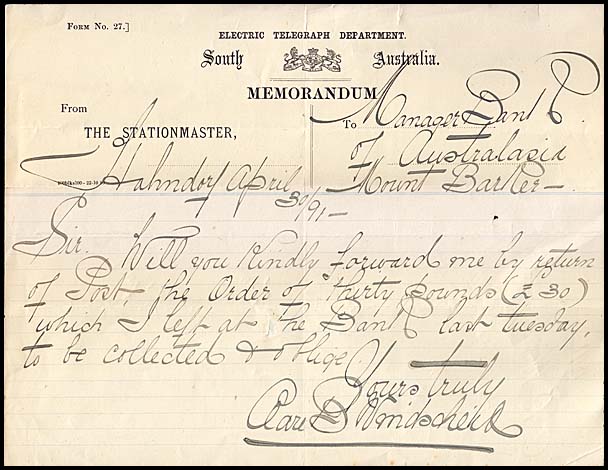 FORM No. 27.]
ELECTRIC TELEGRAPH DEPARTMENT.
South Australia.
MEMORANDUM
From
THE STATIONMASTER,
To Manager Bank
of Australasia
Mount Barker
Hahndorf April 30/91
Sir. Will you kindly forward me by return
of Post, the Order of thirty pounds (£30)
which I left at the Bank last tuesday,
to be collected & oblige
Yours truly